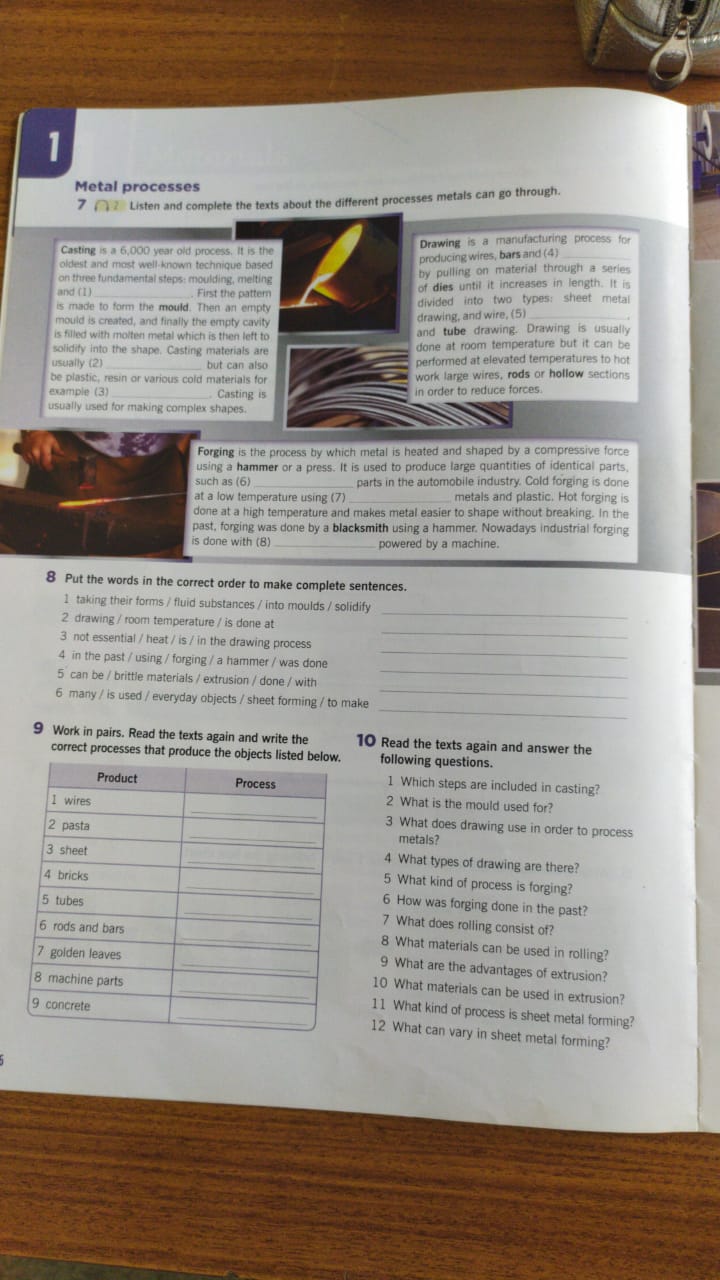 1
Metal processes
7 2 Listen and complete the texts about the different processes metals can go through.
Casting is a 6,000 year old process. It is the
oldest and most well-known technique based
on three fundamental steps: moulding, melting
and (1) ____________. First the pattern
is made to form the mould. Then an empty
mould is created, and finally the empty cavity
is filled with molten metal which is then left to
solidify into the shape. Casting materials are
usually (2) ____________ but can also
be plastic, resin or various cold materials for
example (3) ____________. Casting is
usually used for making complex shapes.
Drawing is a manufacturing process for
producing wires, bars and (4) ____________
by pulling on material through a series
of dies until it increases in length. It is
divided into two types: sheet metal
drawing, and wire, (5) ____________,
and tube drawing. Drawing is usually
done at room temperature but it can be
performed at elevated temperatures to hot
work large wires, rods or hollow sections
in order to reduce forces.
Forging is the process by which metal is heated and shaped by a compressive force
using a hammer or a press. It is used to produce large quantities of identical parts,
such as (6) ____________ parts in the automobile industry. Cold forging is done
at a low temperature using (7) ____________ metals and plastic. Hot forging is
done at a high temperature and makes metal easier to shape without breaking. In the
past, forging was done by a blacksmith using a hammer. Nowadays industrial forging
is done with (8) ____________ powered by a machine.
8 Put the words in the correct order to make complete sentences.
1 taking their forms / fluid substances / into moulds / solidify
2 drawing / room temperature / is done at
3 not essential / heat / is / in the drawing process
4 in the past / using / forging / a hammer / was done
5 can be / brittle materials / extrusion / done / with
6 many / is used / everyday objects / sheet forming / to make
9 Work in pairs. Read the texts again and write the
correct processes that produce the objects listed below.
Product Process
1 wires
2 pasta
3 sheet
4 bricks
5 tubes
6 rods and bars
7 golden leaves
8 machine parts
9 concrete
10 Read the texts again and answer the
following questions.
1 Which steps are included in casting?
2 What is the mould used for?
3 What does drawing use in order to process
metals?
4 What types of drawing are there?
5 What kind of process is forging?
6 How was forging done in the past?
7 What does rolling consist of?
8 What materials can be used in rolling?
9 What are the advantages of extrusion?
10 What materials can be used in extrusion?
11 What kind of process is sheet metal forming?
12 What can vary in sheet metal forming?